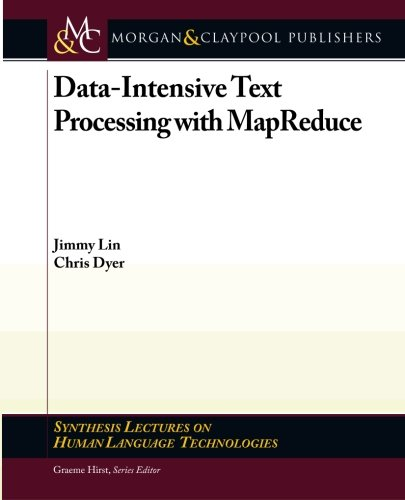 M&C MORGAN&CLAYPOOL PUBLISHERS
Data-Intensive Text
Processing with MapReduce
Jimmy Lin
Chris Dyer
SYNTHESIS LECTURES ON
HUMAN LANGUAGE TECHNOLOGIES
Graeme Hirst, Series Editor